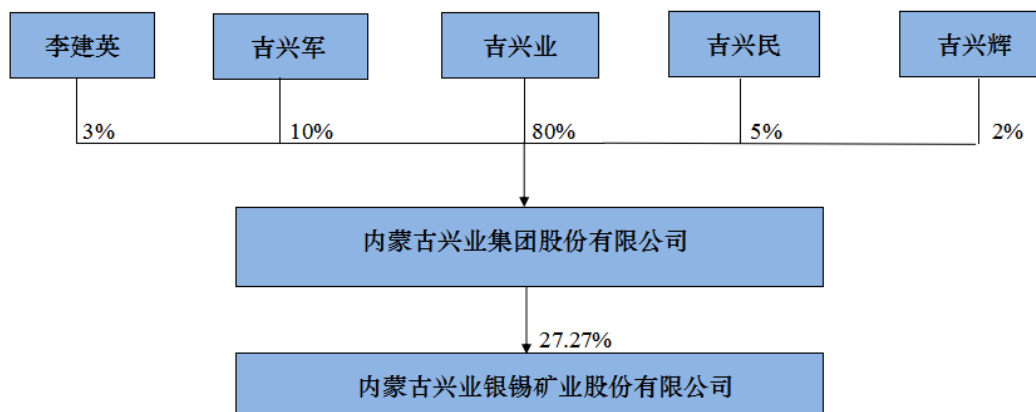 李建英
吉兴军
吉兴业
吉兴民
吉兴辉
3%
10%
80%
5%
2%
内蒙古兴业集团股份有限公司
27.27%
内蒙古兴业银锡矿业股份有限公司